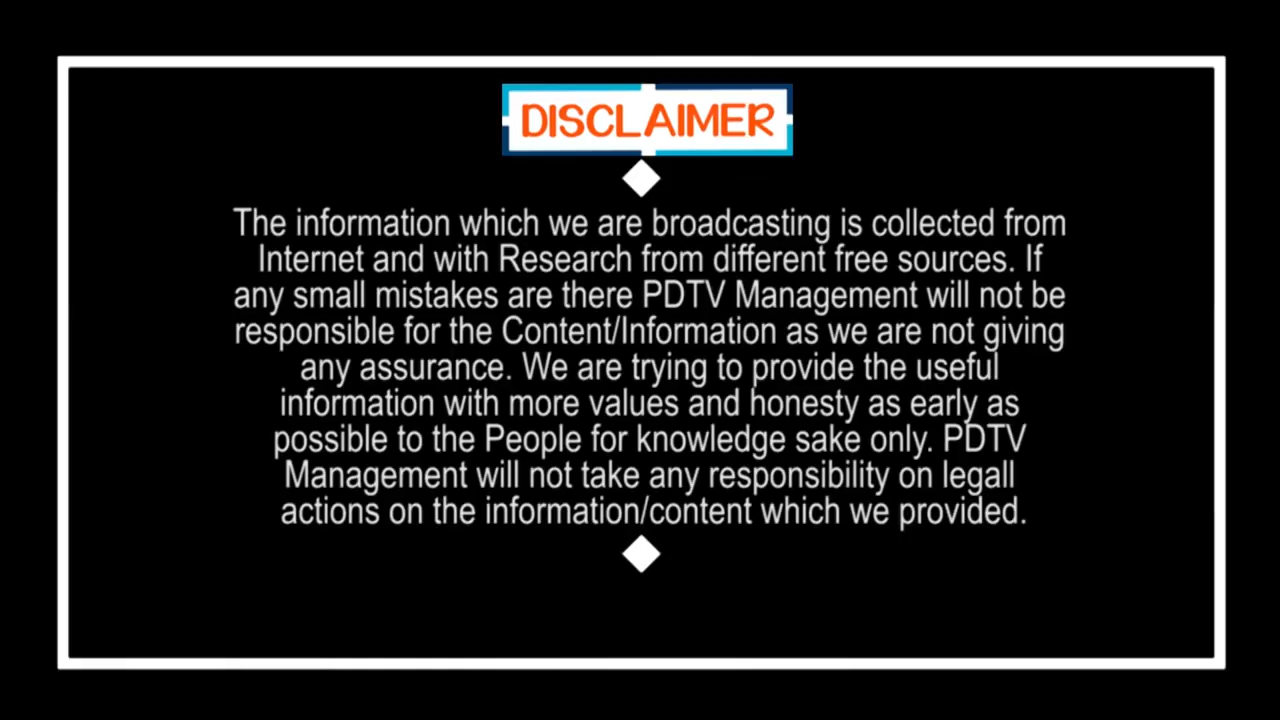 DISCLAIMER
The information which we are broadcasting is collected from
Internet and with Research from different free sources. If
any small mistakes are there PDTV Management will not be
responsible for the Content/Information as we are not giving
any assurance. We are trying to provide the useful
information with more values and honesty as early as
possible to the People for knowledge sake only. PDTV
Management will not take any responsibility on legall
actions on the information/content which we provided.